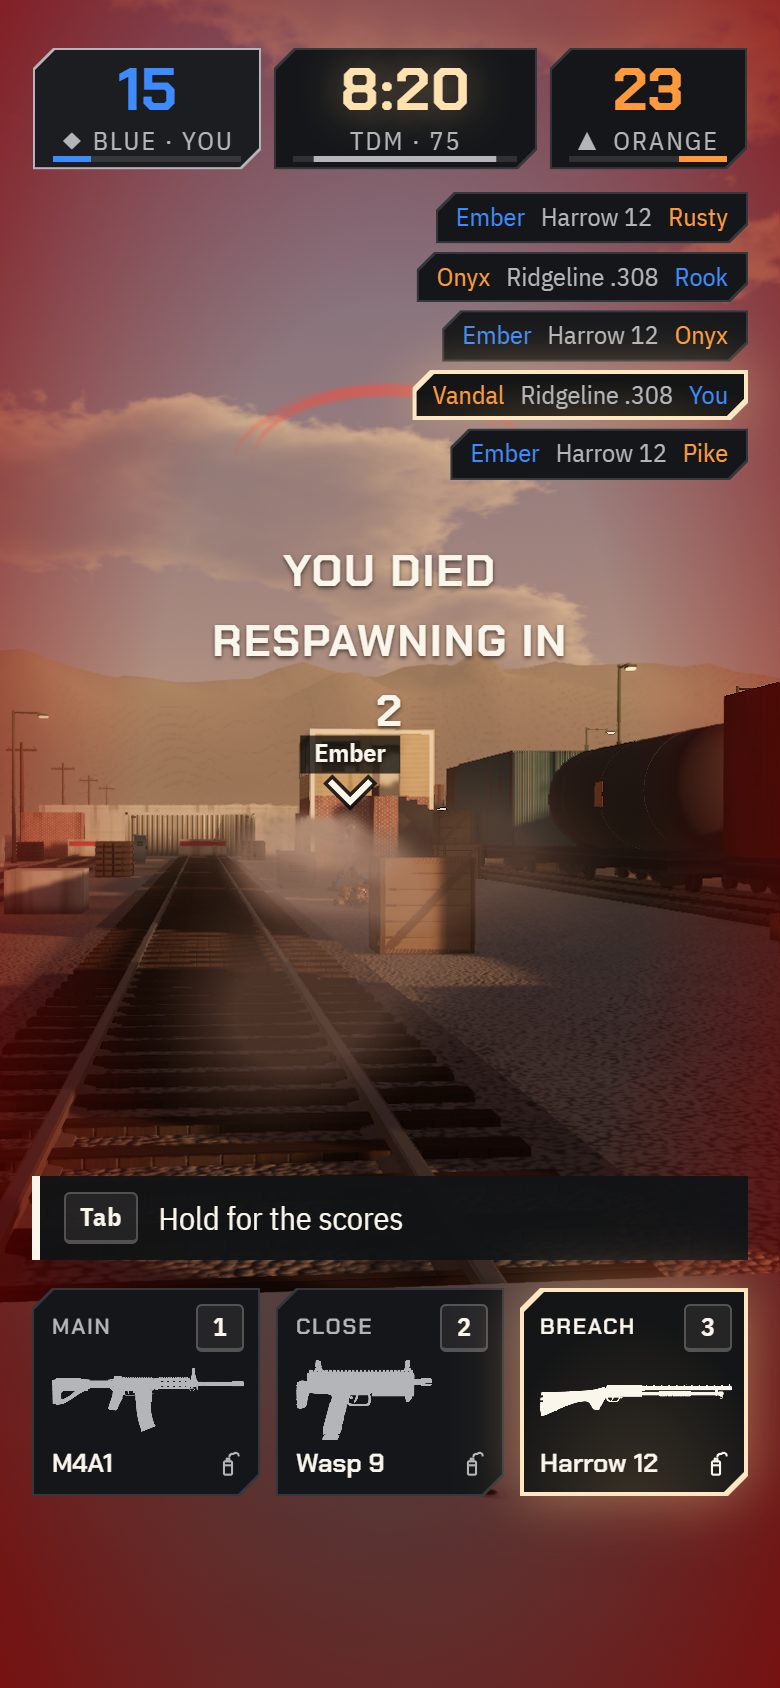 15
BLUE · YOU
8:20
TDM · 75
23
ORANGE
Ember Harrow 12 Rusty
Onyx Ridgeline .308 Rook
Ember Harrow 12 Onyx
Vandal Ridgeline .308 You
Ember Harrow 12 Pike
YOU DIED
RESPAWNING IN
2
Ember
Tab Hold for the scores
MAIN 1
M4A1
CLOSE 2
Wasp 9
BREACH 3
Harrow 12